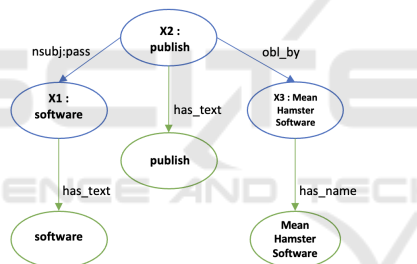 X2 :
publish
nsubj:pass
obl_by
X1 :
software
has_text
X3 : Mean
Hamster
Software
publish
has_text
has_name
software
Mean
Hamster
Software